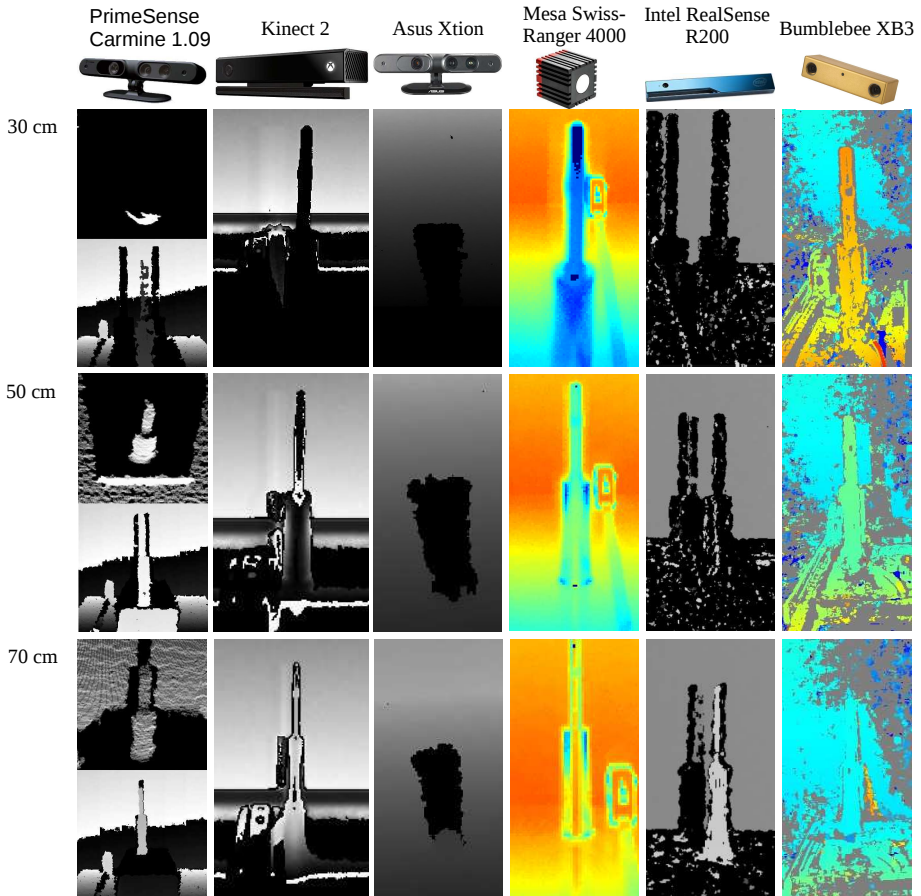 PrimeSense
Carmine 1.09
Kinect 2
Asus Xtion
Mesa Swiss-
Ranger 4000
Intel RealSense
R200
Bumblebee XB3
30 cm
50 cm
70 cm